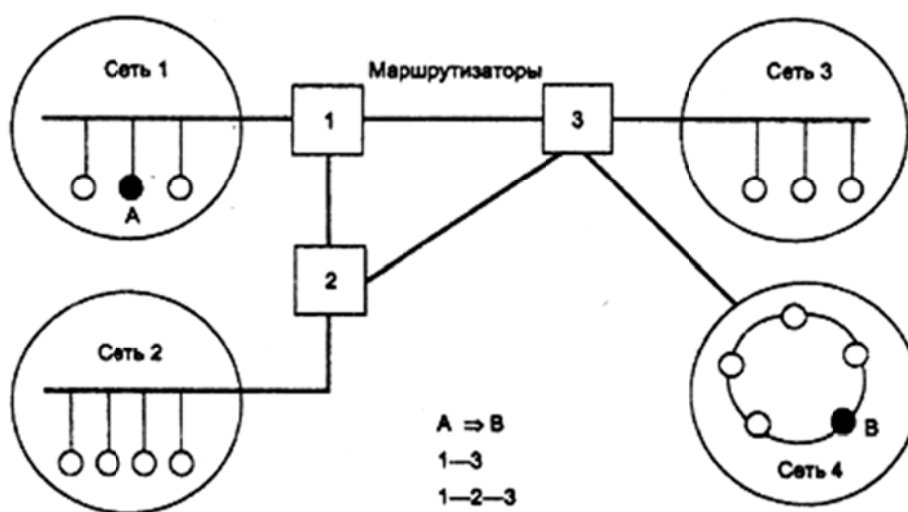 Сеть 1
Маршрутизаторы
Сеть 3
1
3
A
2
Сеть 2
A ⇒ B
1—3
1—2—3
B
Сеть 4